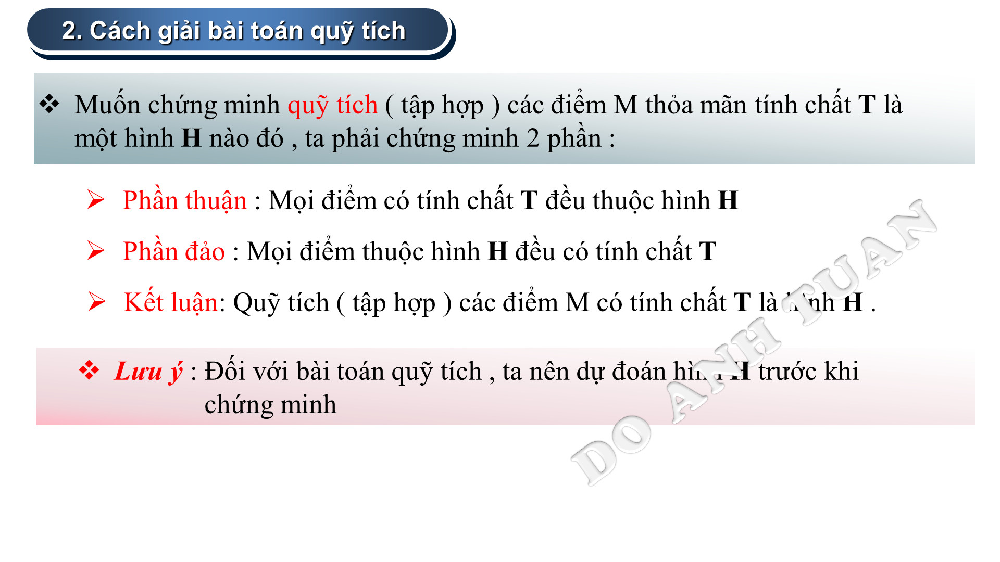 2. Cách giải bài toán quỹ tích
❖ Muốn chứng minh quỹ tích ( tập hợp ) các điểm M thỏa mãn tính chất T là
một hình H nào đó , ta phải chứng minh 2 phần :
➢ Phần thuận : Mọi điểm có tính chất T đều thuộc hình H
➢ Phần đảo : Mọi điểm thuộc hình H đều có tính chất T
➢ Kết luận: Quỹ tích ( tập hợp ) các điểm M có tính chất T là hình H .
❖ Lưu ý : Đối với bài toán quỹ tích , ta nên dự đoán hình H trước khi
chứng minh
DO ANH TUAN